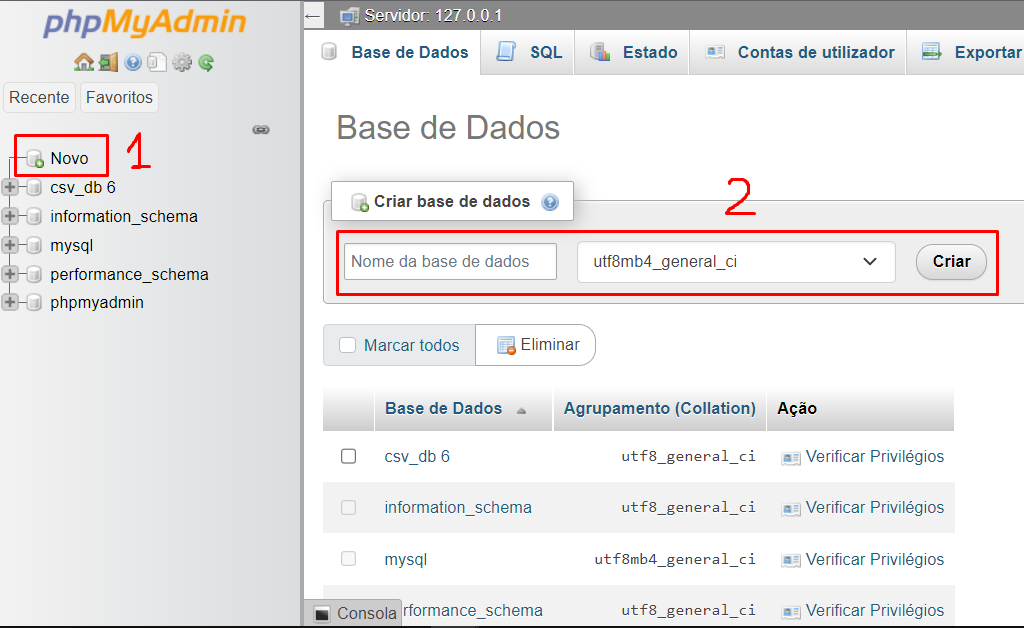 phpMyAdmin
Recente Favoritos
Novo
1
csv_db 6
information_schema
mysql
performance_schema
phpmyadmin
← Servidor: 127.0.0.1
Base de Dados SQL Estado Contas de utilizador Exportar
Base de Dados
Criar base de dados
2
Nome da base de dados utf8mb4_general_ci Criar
Marcar todos Eliminar
Base de Dados Agrupamento (Collation) Ação
csv_db 6 utf8_general_ci Verificar Privilégios
information_schema utf8_general_ci Verificar Privilégios
mysql utf8mb4_general_ci Verificar Privilégios
rformance_schema utf8_general_ci Verificar Privilégios
Consola